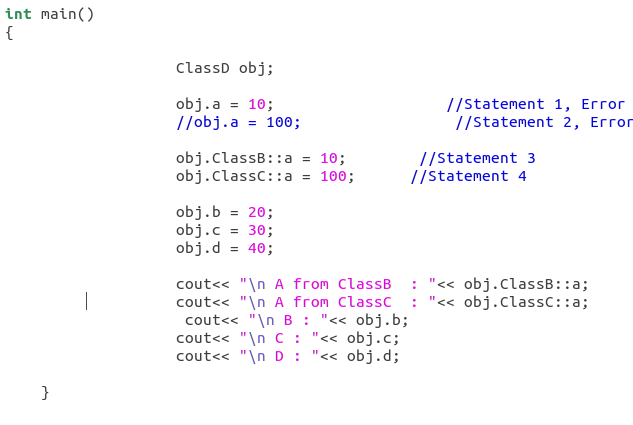 int main()
{
ClassD obj;
obj.a = 10; //Statement 1, Error
//obj.a = 100; //Statement 2, Error
obj.ClassB::a = 10; //Statement 3
obj.ClassC::a = 100; //Statement 4
obj.b = 20;
obj.c = 30;
obj.d = 40;
cout<< "\n A from ClassB  : "<< obj.ClassB::a;
cout<< "\n A from ClassC  : "<< obj.ClassC::a;
cout<< "\n B : "<< obj.b;
cout<< "\n C : "<< obj.c;
cout<< "\n D : "<< obj.d;
}